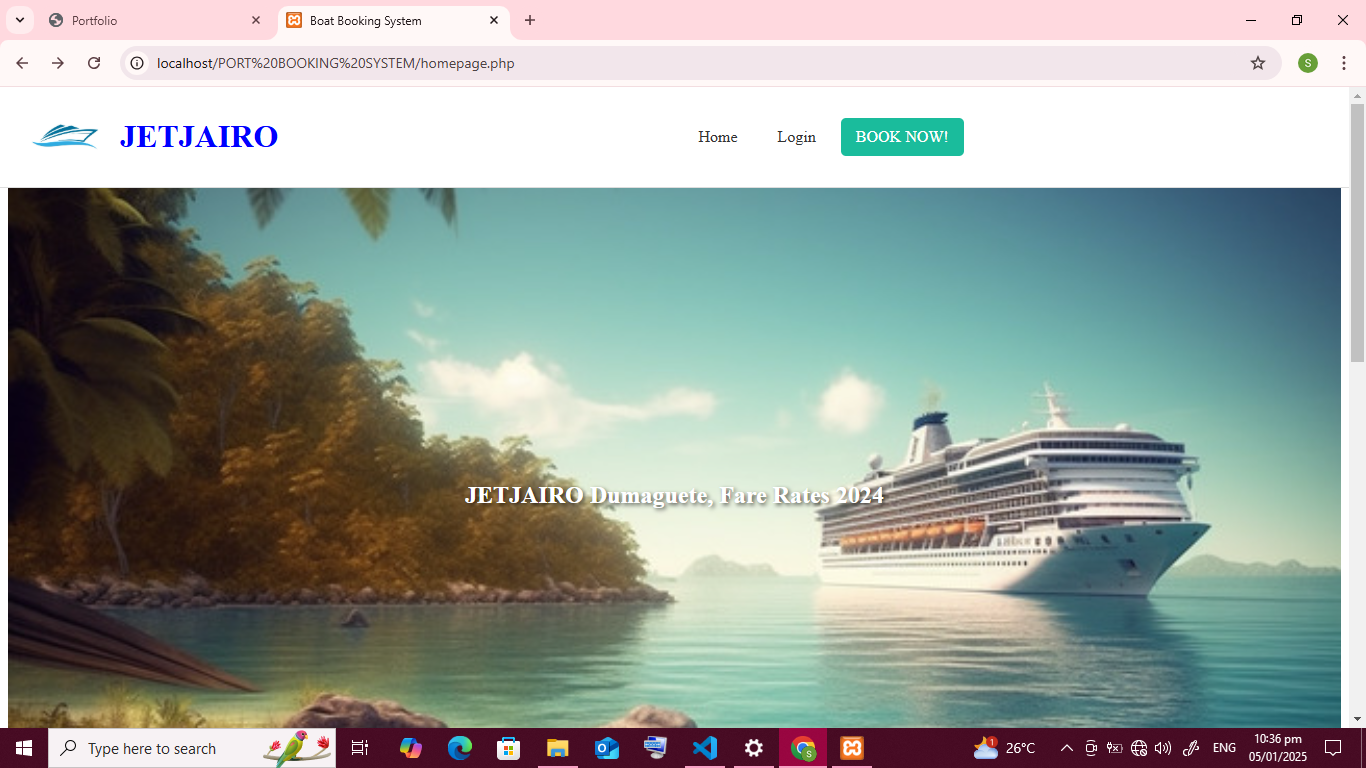 Portfolio
Boat Booking System
localhost/PORT%20BOOKING%20SYSTEM/homepage.php
S
JETJAIRO
Home
Login
BOOK NOW!
JETJAIRO Dumaguete, Fare Rates 2024
Type here to search
26°C
ENG
10:36 pm
05/01/2025